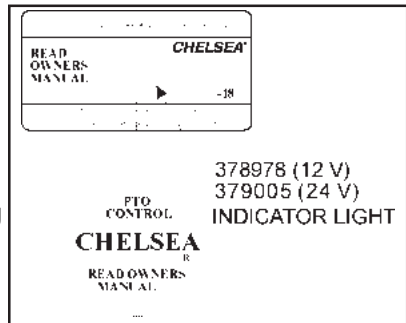 READ
OWNERS
MANUAL
CHELSEA
-18
378978 (12 V)
379005 (24 V)
INDICATOR LIGHT
PTO
CONTROL
CHELSEA
R
READ OWNERS
MANUAL